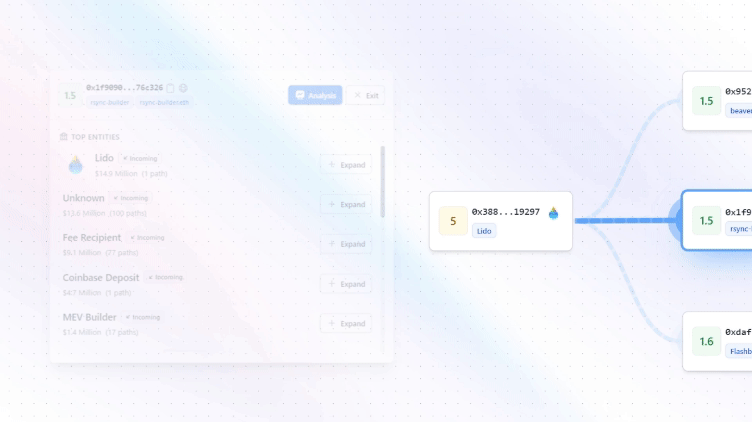 1.5
0x1f9090...76c326
rsync-builder
rsync-builder.eth
Analysis
Exit
TOP ENTITIES
Lido
Incoming
$14.9 Million (1 path)
Expand
Unknown
Incoming
$13.6 Million (100 paths)
Expand
Fee Recipient
Incoming
$6.1 Million (77 paths)
Expand
Coinbase Deposit
Incoming
$4.7 Million (1 path)
Expand
MEV Builder
Incoming
$1.4 Million (17 paths)
Expand
5
0x388...19297
Lido
1.5
0x952
beaver
1.5
0x1f9
rsync-
1.6
0xdaf
Flashb